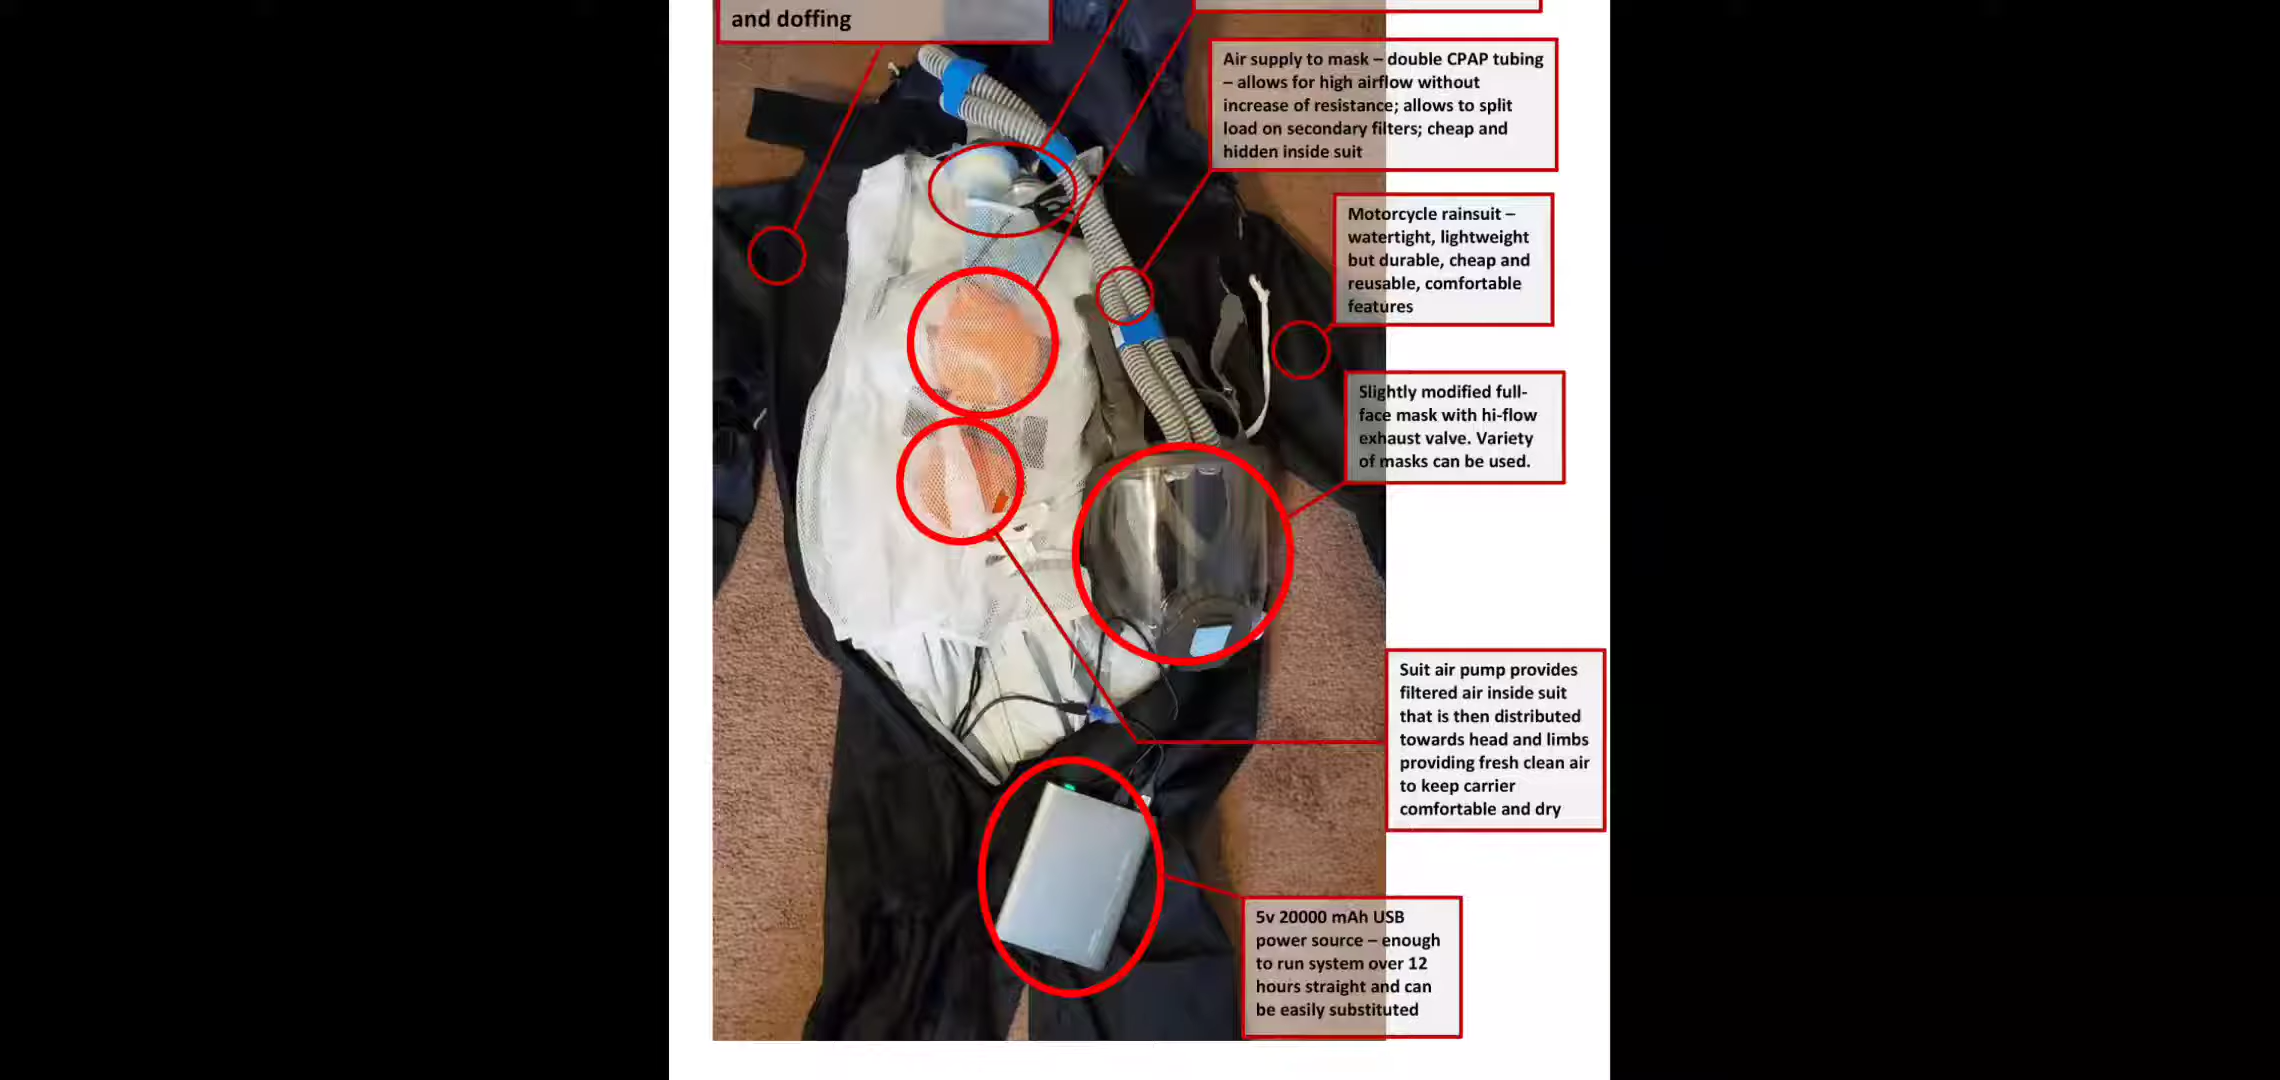 and doffing
Air supply to mask – double CPAP tubing
– allows for high airflow without
increase of resistance; allows to split
load on secondary filters; cheap and
hidden inside suit
Motorcycle rainsuit –
watertight, lightweight
but durable, cheap and
reusable, comfortable
features
Slightly modified full-
face mask with hi-flow
exhaust valve. Variety
of masks can be used.
Suit air pump provides
filtered air inside suit
that is then distributed
towards head and limbs
providing fresh clean air
to keep carrier
comfortable and dry
5v 20000 mAh USB
power source – enough
to run system over 12
hours straight and can
be easily substituted